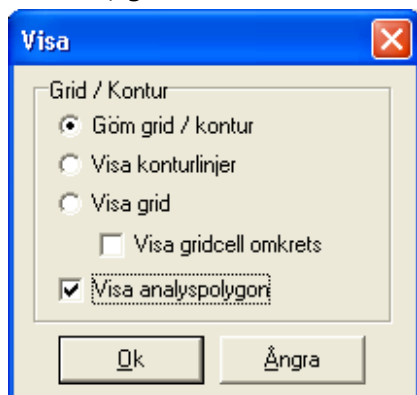 Visa
Grid / Kontur
Göm grid / kontur
Visa konturlinjer
Visa grid
Visa gridcell omkrets
Visa analyspolygon
Ok
Ångra